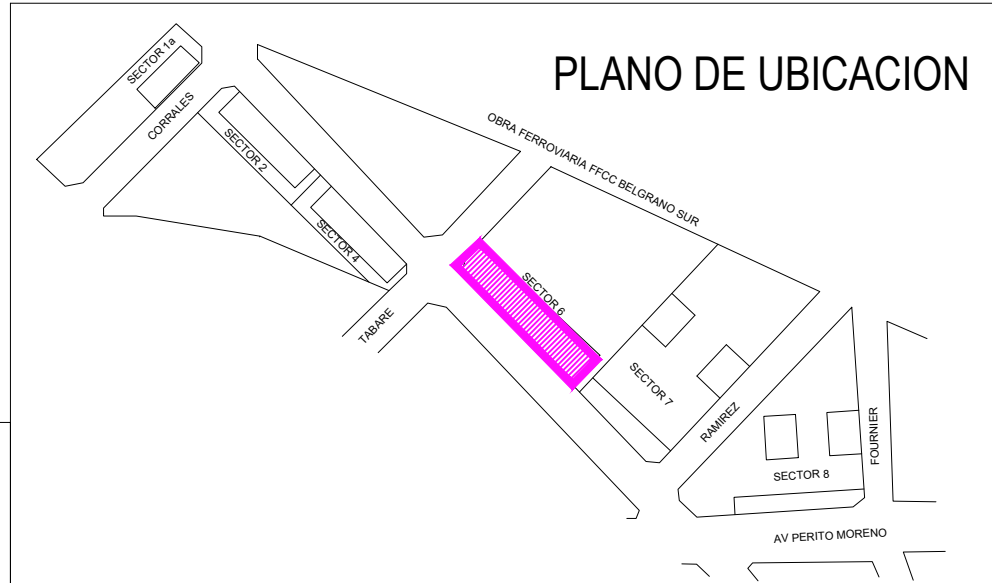 PLANO DE UBICACION
SECTOR 1a
CORRALES
SECTOR 2
SECTOR 4
TABARE
OBRA FERROVIARIA FFCC BELGRANO SUR
SECTOR 6
SECTOR 7
RAMIREZ
FOURNIER
SECTOR 8
AV PERITO MORENO